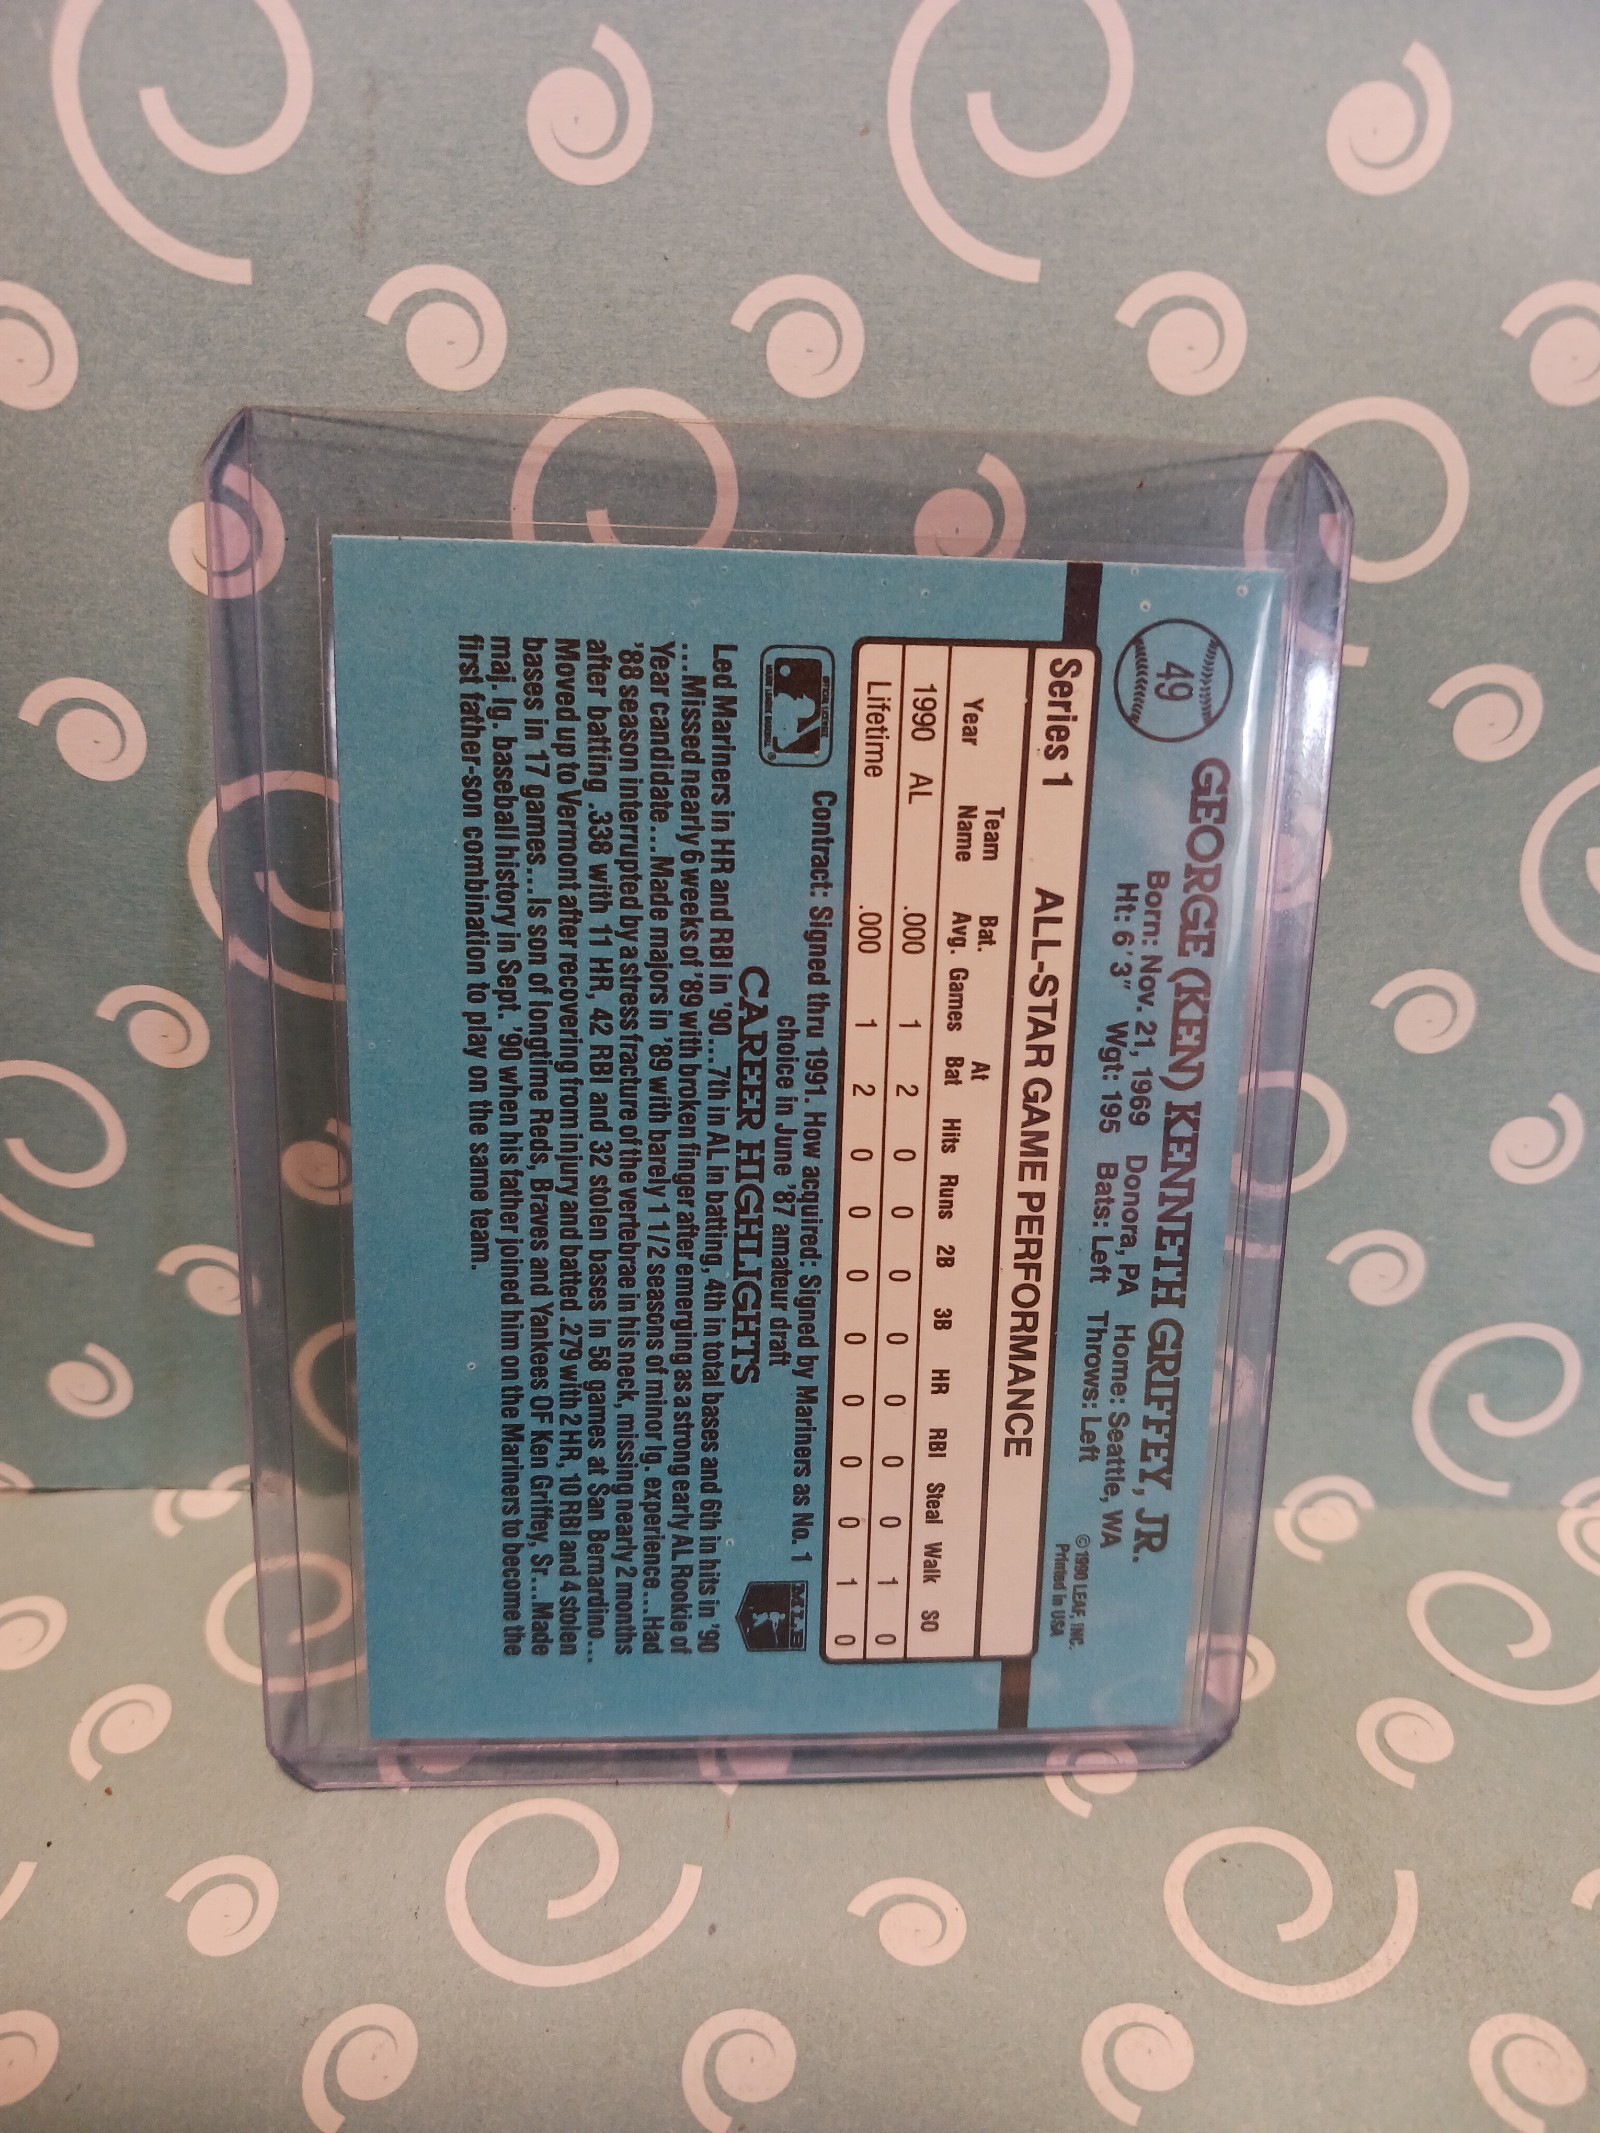 49
GEORGE (KEN) KENNETH GRIFFEY, JR.
Born: Nov. 21, 1969 Donora, PA Home: Seattle, WA
Ht: 6'3" Wgt: 195 Bats: Left Throws: Left
© 1990 LEAF, INC.
Printed in USA
Series 1 ALL-STAR GAME PERFORMANCE
Year Team Name Bat. Avg. Games At Bat Hits Runs 2B 3B HR RBI Steal Walk SO
1990 AL .000 1 2 0 0 0 0 0 0 0 1 0
Lifetime .000 1 2 0 0 0 0 0 0 0 1 0
Contract: Signed thru 1991. How acquired: Signed by Mariners as No. 1
choice in June '87 amateur draft
CAREER HIGHLIGHTS
Led Mariners in HR and RBI in '90...7th in AL in batting, 4th in total bases and 6th in hits in '90
...Missed nearly 6 weeks of '89 with broken finger after emerging as a strong early AL Rookie of
Year candidate...Made majors in '89 with barely 1 1/2 seasons of minor lg. experience...Had
'88 season interrupted by a stress fracture of the vertebrae in his neck, missing nearly 2 months
after batting .338 with 11 HR, 42 RBI and 32 stolen bases in 58 games at San Bernardino...
Moved up to Vermont after recovering from injury and batted .279 with 2 HR, 10 RBI and 4 stolen
bases in 17 games...Is son of longtime Reds, Braves and Yankees OF Ken Griffey, Sr...Made
maj. lg. baseball history in Sept. '90 when his father joined him on the Mariners to become the
first father-son combination to play on the same team.